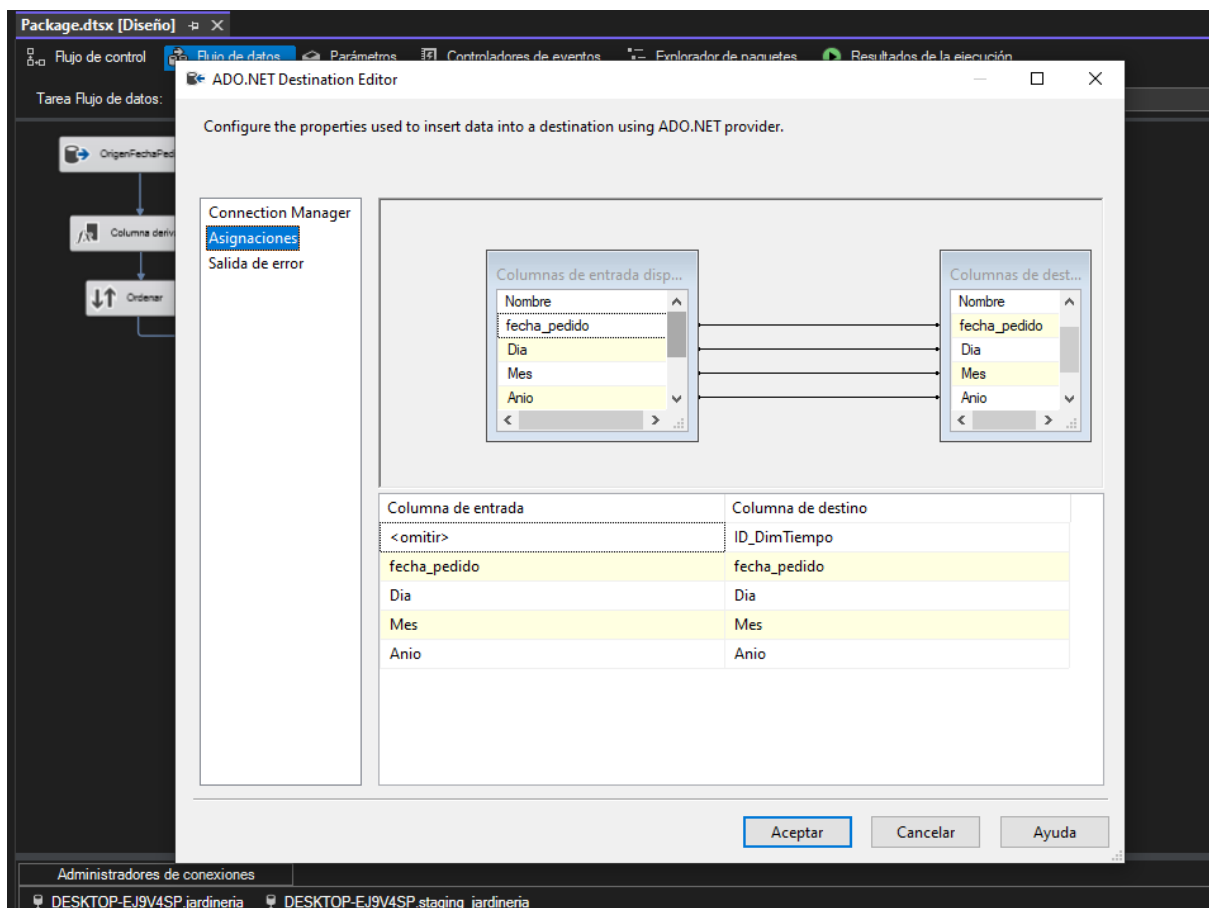 Package.dtsx [Diseño]
Flujo de control Flujo de datos Parámetros Controladores de eventos Explorador de paquetes Resultados de la ejecución
ADO.NET Destination Editor
Tarea Flujo de datos:
Configure the properties used to insert data into a destination using ADO.NET provider.
OrigenFechaPed
Columna deriv
Ordenar
Connection Manager
Asignaciones
Salida de error
Columnas de entrada disp...
Nombre
fecha_pedido
Dia
Mes
Anio
Columnas de dest...
Nombre
fecha_pedido
Dia
Mes
Anio
Columna de entrada Columna de destino
<omitir> ID_DimTiempo
fecha_pedido fecha_pedido
Dia Dia
Mes Mes
Anio Anio
Aceptar Cancelar Ayuda
Administradores de conexiones
DESKTOP-EJ9V4SP.jardineria DESKTOP-EJ9V4SP.staging_jardineria